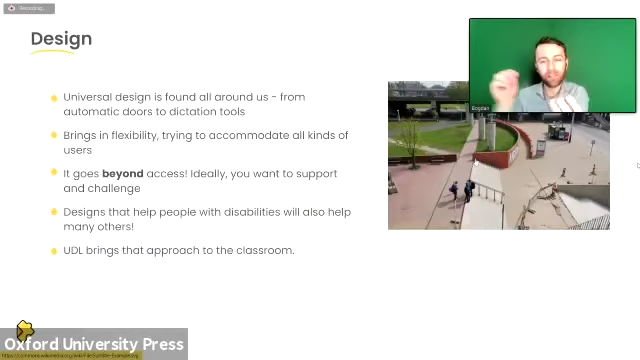 Recording...
Design
Universal design is found all around us - from
automatic doors to dictation tools
Brings in flexibility, trying to accommodate all kinds of
users
It goes beyond access! Ideally, you want to support
and challenge
Designs that help people with disabilities will also help
many others!
UDL brings that approach to the classroom.
Bogdan
Oxford University Press